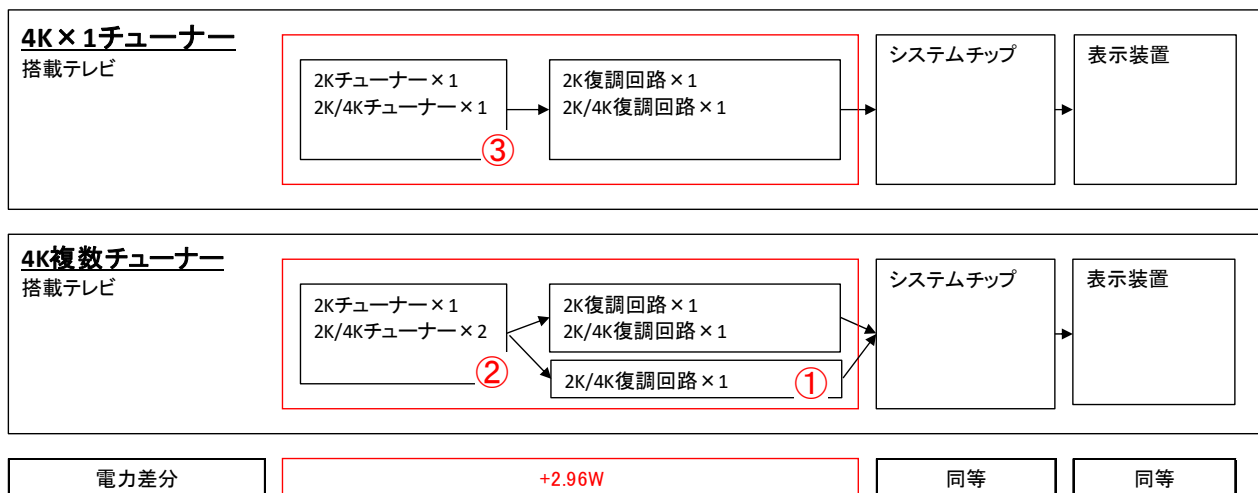 4K×1チューナー
搭載テレビ
2Kチューナー×1
2K/4Kチューナー×1
③
2K復調回路×1
2K/4K復調回路×1
システムチップ
表示装置
4K複数チューナー
搭載テレビ
2Kチューナー×1
2K/4Kチューナー×2
②
2K復調回路×1
2K/4K復調回路×1
2K/4K復調回路×1
①
システムチップ
表示装置
電力差分
+2.96W
同等
同等